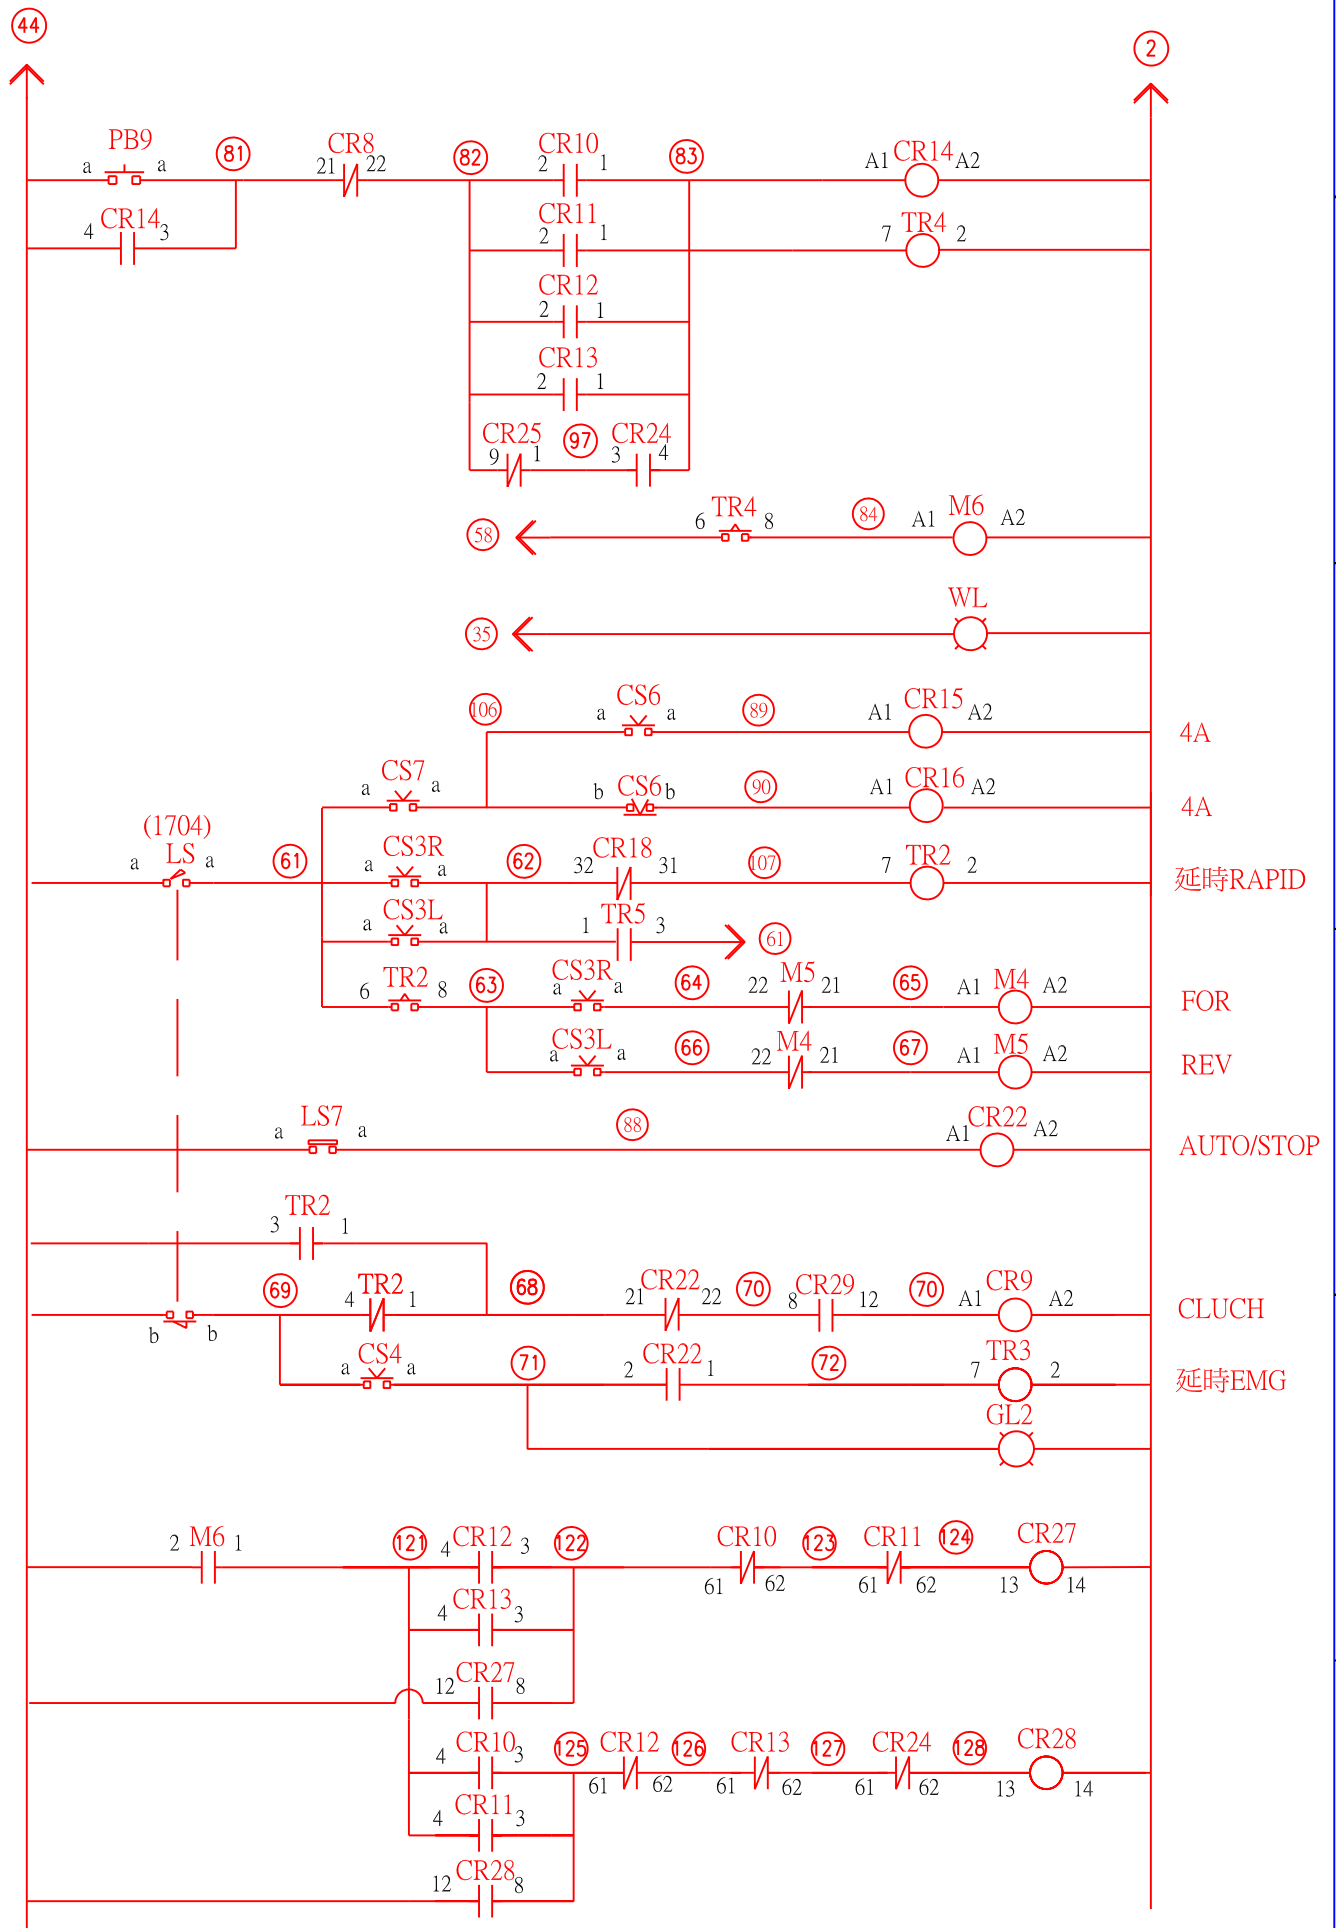 44
2
PB9
a a
81
CR8
21 22
82
CR10
2 1
83
A1 CR14 A2
CR14
4 3
CR11
2 1
TR4
7 2
CR12
2 1
CR13
2 1
CR25
9 1
97
CR24
3 4
58
TR4
6 8
84
M6
A1 A2
35
WL
106
CS6
a a
89
CR15
A1 A2
4A
CS7
a a
CS6
b b
90
CR16
A1 A2
4A
(1704)
LS
a a
61
CS3R
a a
62
CR18
32 31
107
TR2
7 2
延時RAPID
CS3L
a a
TR5
1 3
61
TR2
6 8
63
CS3R
a a
64
M5
22 21
65
M4
A1 A2
FOR
CS3L
a a
66
M4
22 21
67
M5
A1 A2
REV
LS7
a a
88
CR22
A1 A2
AUTO/STOP
TR2
3 1
69
TR2
4 1
68
CR22
21 22
70
CR29
8 12
70
CR9
A1 A2
CLUCH
b b
CS4
a a
71
CR22
2 1
72
TR3
7 2
延時EMG
GL2
2 M6 1
121
CR12
4 3
122
CR10
61 62
123
CR11
61 62
124
CR27
13 14
CR13
4 3
CR27
12 8
CR10
4 3
125
CR12
61 62
126
CR13
61 62
127
CR24
61 62
128
CR28
13 14
CR11
4 3
CR28
12 8